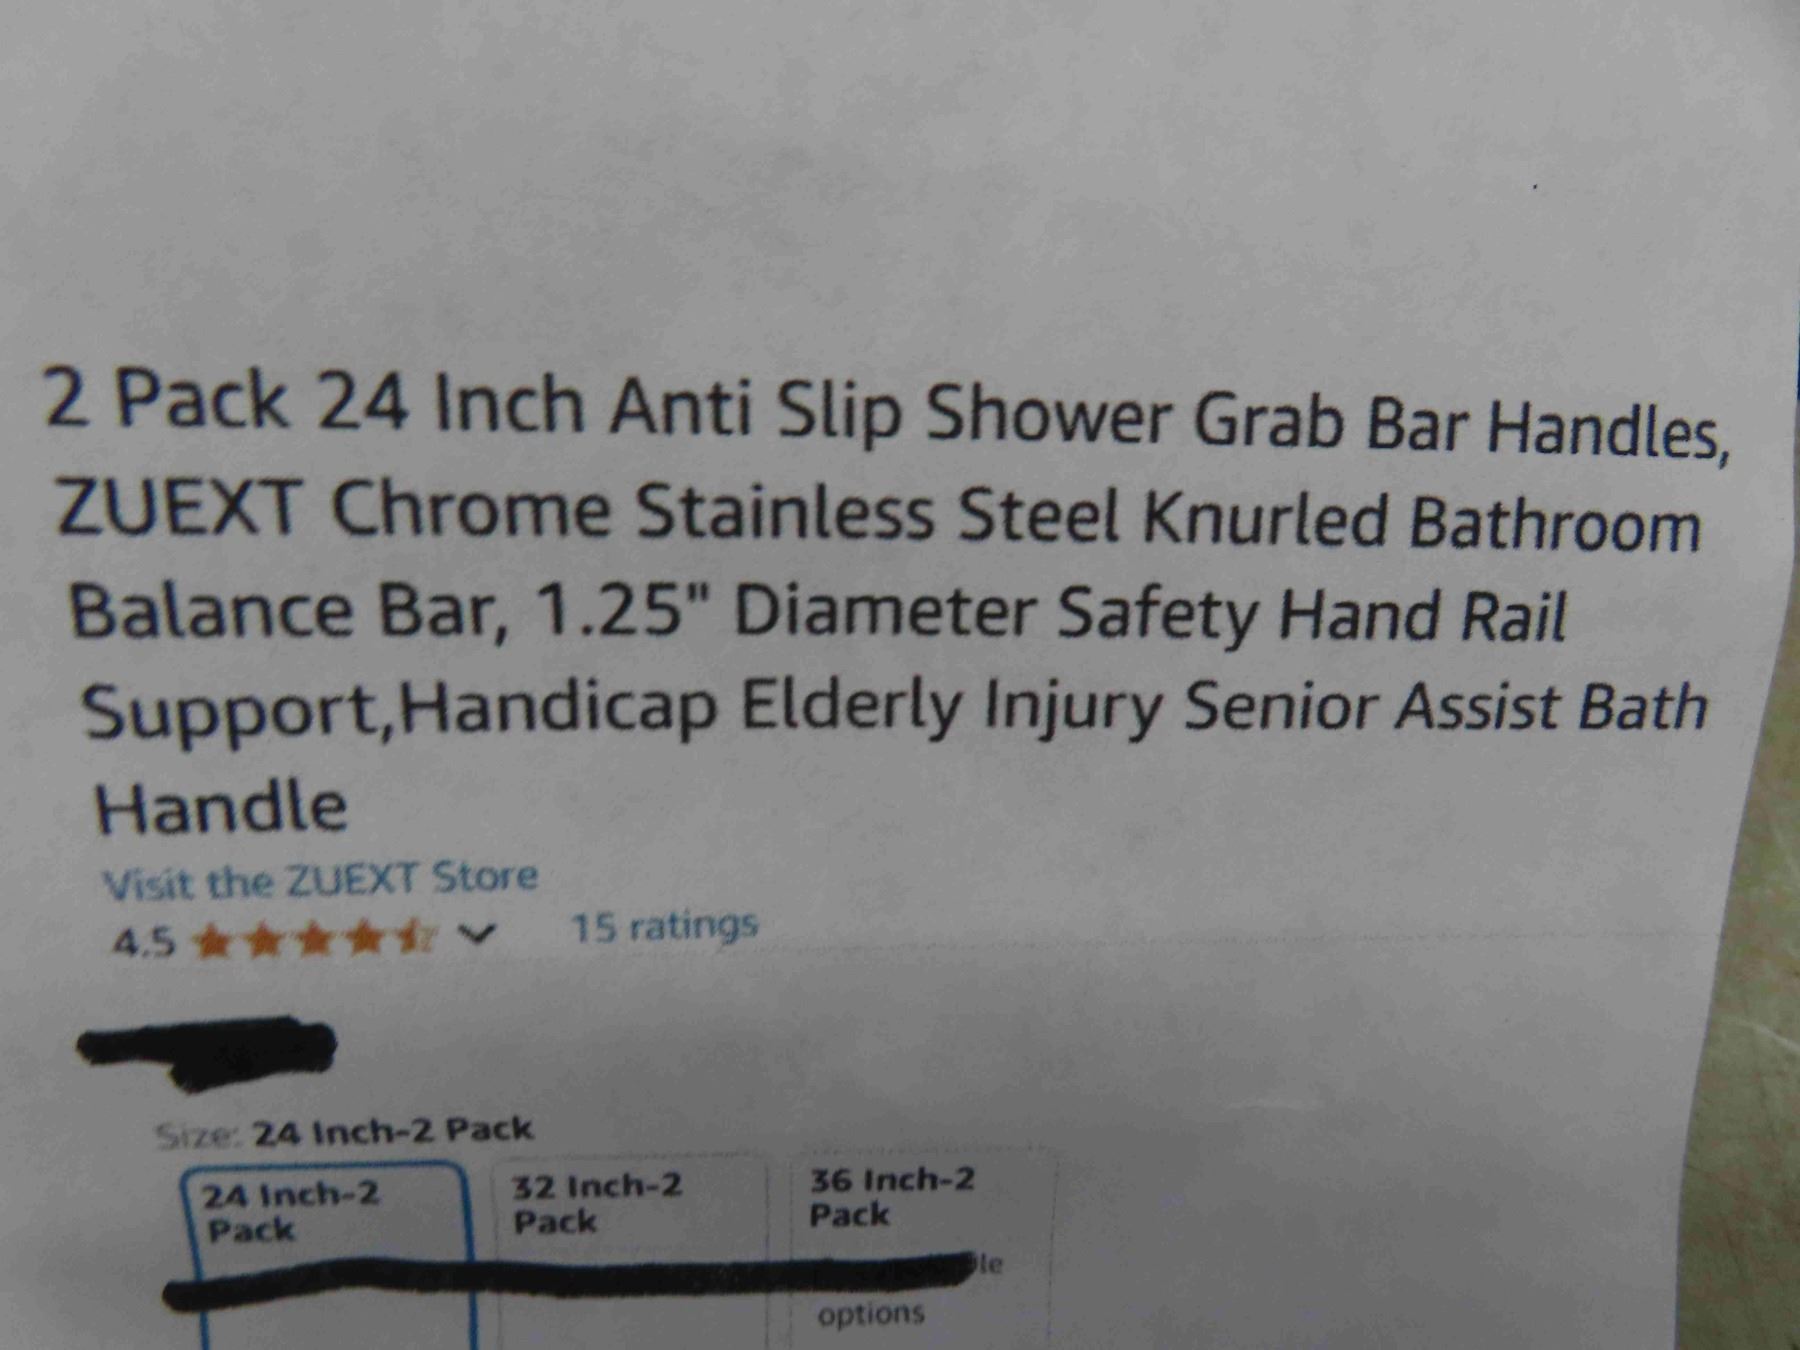 2 Pack 24 Inch Anti Slip Shower Grab Bar Handles,
ZUEXT Chrome Stainless Steel Knurled Bathroom
Balance Bar, 1.25" Diameter Safety Hand Rail
Support,Handicap Elderly Injury Senior Assist Bath
Handle
Visit the ZUEXT Store
4.5 15 ratings
Size: 24 Inch-2 Pack
24 Inch-2 32 Inch-2 36 Inch-2
Pack Pack Pack
options